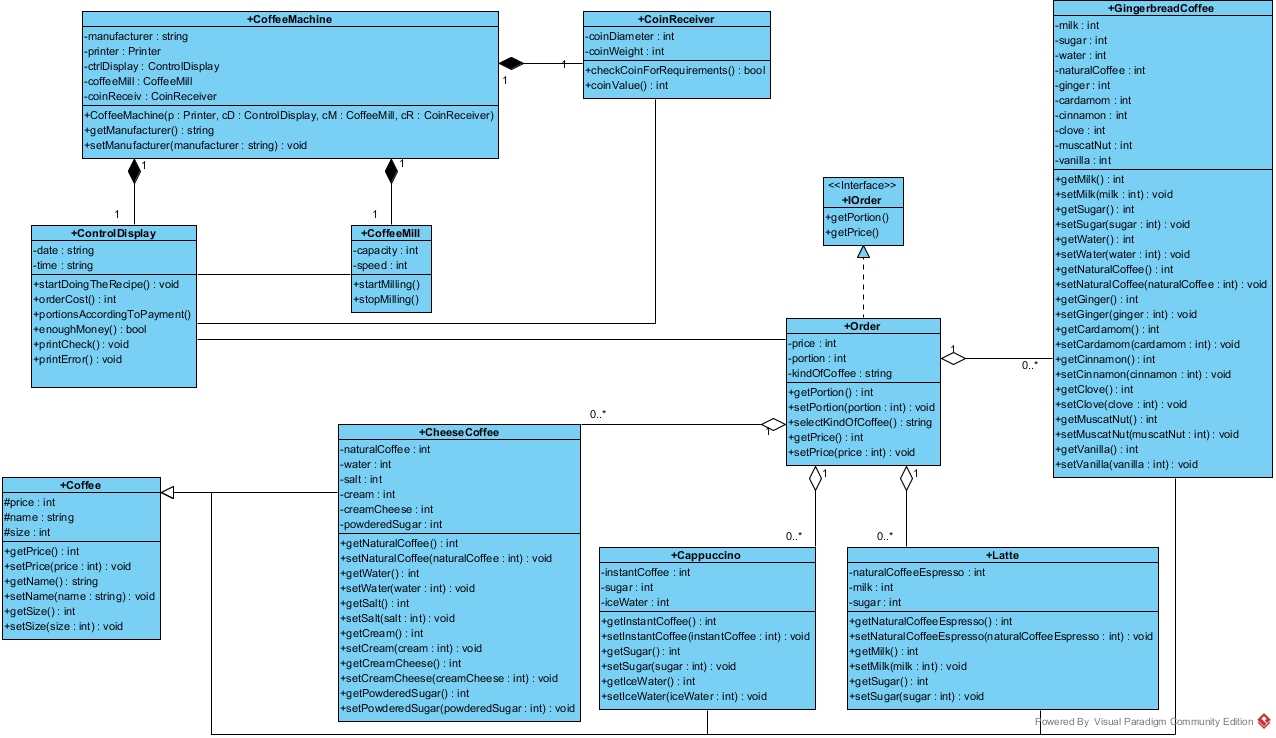 +CoffeeMachine
-manufacturer : string
-printer : Printer
-ctrlDisplay : ControlDisplay
-coffeeMill : CoffeeMill
-coinReceiv : CoinReceiver
+CoffeeMachine(p : Printer, cD : ControlDisplay, cM : CoffeeMill, cR : CoinReceiver)
+getManufacturer() : string
+setManufacturer(manufacturer : string) : void
1
1
+CoinReceiver
-coinDiameter : int
-coinWeight : int
+checkCoinForRequirements() : bool
+coinValue() : int
1
1
1
1
+ControlDisplay
-date : string
-time : string
+startDoingTheRecipe() : void
+orderCost() : int
+portionsAccordingToPayment()
+enoughMoney() : bool
+printCheck() : void
+printError() : void
+CoffeeMill
-capacity : int
-speed : int
+startMilling()
+stopMilling()
<<Interface>>
+IOrder
+getPortion()
+getPrice()
+Order
-price : int
-portion : int
-kindOfCoffee : string
+getPortion() : int
+setPortion(portion : int) : void
+selectKindOfCoffee() : string
+getPrice() : int
+setPrice(price : int) : void
1
0..*
+GingerbreadCoffee
-milk : int
-sugar : int
-water : int
-naturalCoffee : int
-ginger : int
-cardamom : int
-cinnamon : int
-clove : int
-muscatNut : int
-vanilla : int
+getMilk() : int
+setMilk(milk : int) : void
+getSugar() : int
+setSugar(sugar : int) : void
+getWater() : int
+setWater(water : int) : void
+getNaturalCoffee() : int
+setNaturalCoffee(naturalCoffee : int) : void
+getGinger() : int
+setGinger(ginger : int) : void
+getCardamom() : int
+setCardamom(cardamom : int) : void
+getCinnamon() : int
+setCinnamon(cinnamon : int) : void
+getClove() : int
+setClove(clove : int) : void
+getMuscatNut() : int
+setMuscatNut(muscatNut : int) : void
+getVanilla() : int
+setVanilla(vanilla : int) : void
0..*
1
+CheeseCoffee
-naturalCoffee : int
-water : int
-salt : int
-cream : int
-creamCheese : int
-powderedSugar : int
+getNaturalCoffee() : int
+setNaturalCoffee(naturalCoffee : int) : void
+getWater() : int
+setWater(water : int) : void
+getSalt() : int
+setSalt(salt : int) : void
+getCream() : int
+setCream(cream : int) : void
+getCreamCheese() : int
+setCreamCheese(creamCheese : int) : void
+getPowderedSugar() : int
+setPowderedSugar(powderedSugar : int) : void
+Coffee
#price : int
#name : string
#size : int
+getPrice() : int
+setPrice(price : int) : void
+getName() : string
+setName(name : string) : void
+getSize() : int
+setSize(size : int) : void
1
0..*
1
0..*
+Cappuccino
-instantCoffee : int
-sugar : int
-iceWater : int
+getInstantCoffee() : int
+setInstantCoffee(instantCoffee : int) : void
+getSugar() : int
+setSugar(sugar : int) : void
+getIceWater() : int
+setIceWater(iceWater : int) : void
+Latte
-naturalCoffeeEspresso : int
-milk : int
-sugar : int
+getNaturalCoffeeEspresso() : int
+setNaturalCoffeeEspresso(naturalCoffeeEspresso : int) : void
+getMilk() : int
+setMilk(milk : int) : void
+getSugar() : int
+setSugar(sugar : int) : void
Powered By Visual Paradigm Community Edition